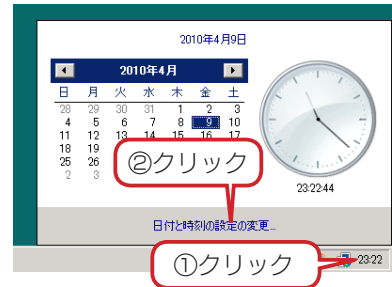 2010年4月9日
2010年4月
日 月 火 水 木 金 土
28 29 30 31 1 2 3
4 5 6 7 8 9 10
11 12 13 14 15 16 17
18 19
25 26
2 3
②クリック
23:22:44
日付と時刻の設定の変更...
①クリック
23:22